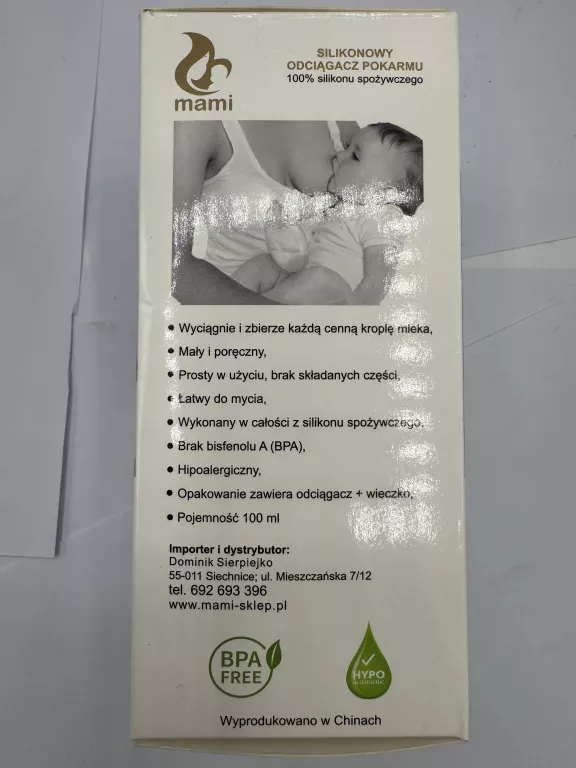 SILIKONOWY
ODCIĄGACZ POKARMU
100% silikonu spożywczego
mami
• Wyciągnie i zbierze każdą cenną kroplę mleka,
• Mały i poręczny,
• Prosty w użyciu, brak składanych części,
• Łatwy do mycia,
• Wykonany w całości z silikonu spożywczego,
• Brak bisfenolu A (BPA),
• Hipoalergiczny,
• Opakowanie zawiera odciągacz + wieczko,
• Pojemność 100 ml
Importer i dystrybutor:
Dominik Sierpiejko
55-011 Siechnice; ul. Mieszczańska 7/12
tel. 692 693 396
www.mami-sklep.pl
BPA
FREE
HYPO
ALLERGENIC
Wyprodukowano w Chinach